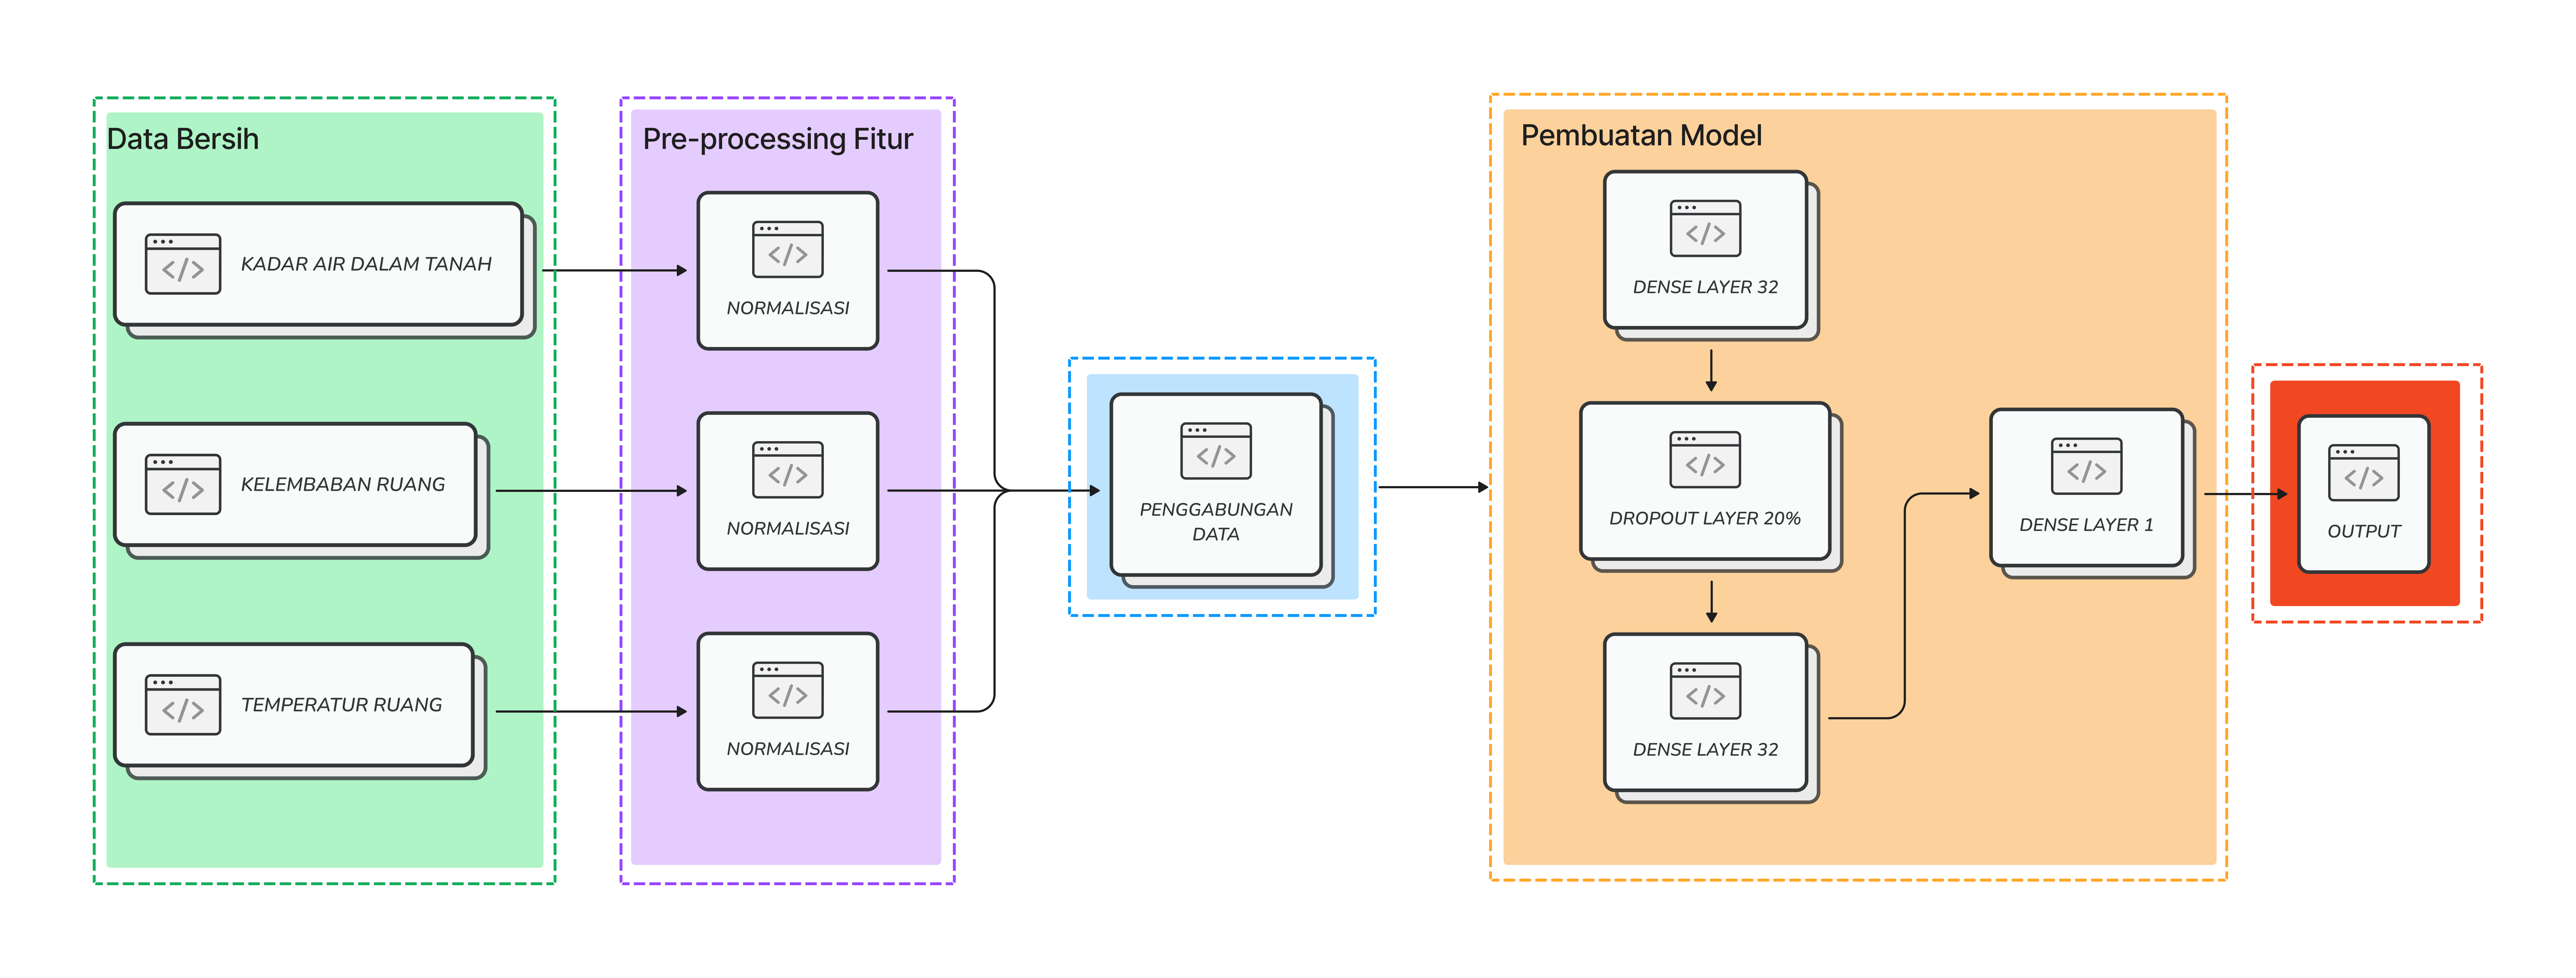 Data Bersih
KADAR AIR DALAM TANAH
KELEMBABAN RUANG
TEMPERATUR RUANG
Pre-processing Fitur
NORMALISASI
NORMALISASI
NORMALISASI
PENGGABUNGAN
DATA
Pembuatan Model
DENSE LAYER 32
DROPOUT LAYER 20%
DENSE LAYER 32
DENSE LAYER 1
OUTPUT